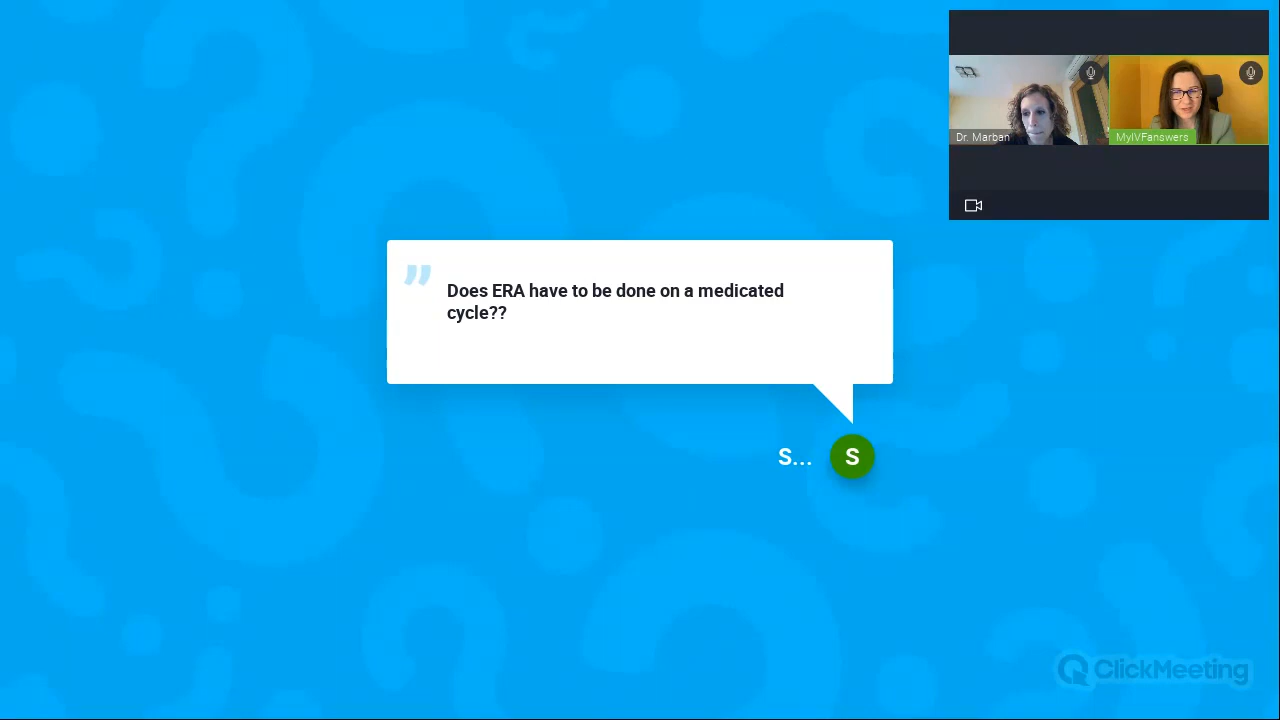 Dr. Marban
MyIVFanswers
Does ERA have to be done on a medicated
cycle??
S...
S
ClickMeeting